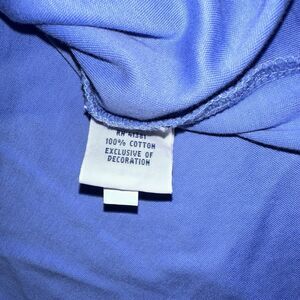 RN 41381
100% COTTON
EXCLUSIVE OF
DECORATION